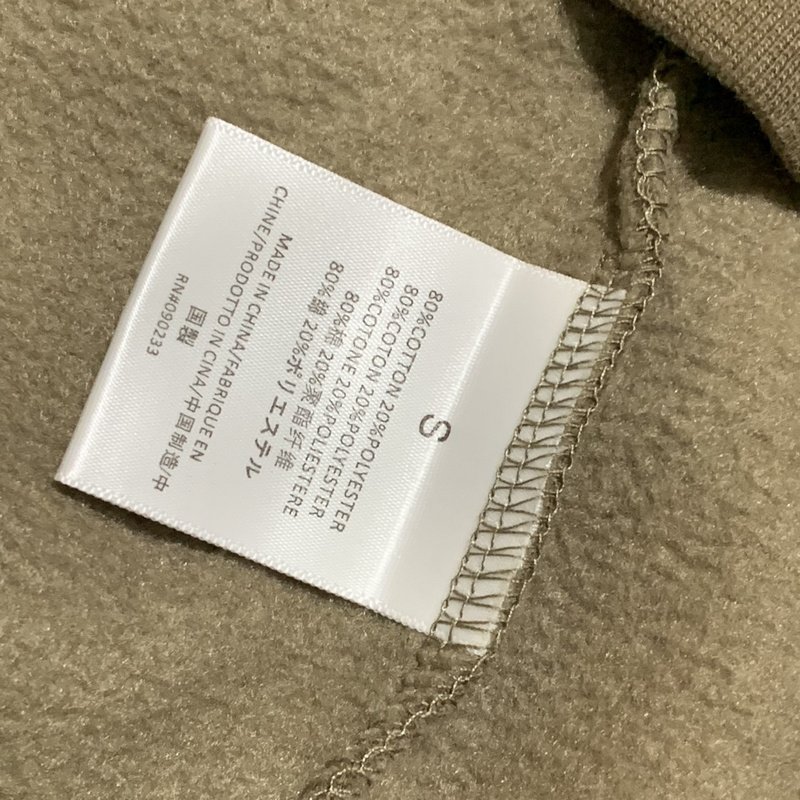 S
80%COTTON 20%POLYESTER
80%COTON 20%POLYESTER
80%COTONE 20%POLIESTERE
80%棉 20%聚酯纤维
80%綿 20%ポリエステル
MADE IN CHINA/FABRIQUE EN
CHINE/PRODOTTO IN CINA/中国制造/中
国製
RN#090233